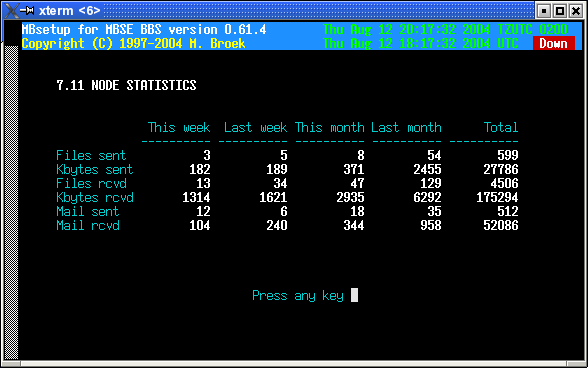 xterm <6>
MBsetup for MBSE BBS version 0.61.4 Thu Aug 12 20:17:32 2004 TZUTC 0200
Copyright (C) 1997-2004 M. Broek Thu Aug 12 18:17:32 2004 UTC Down
7.11 NODE STATISTICS
This week Last week This month Last month Total
---------- ---------- ---------- ---------- ----------
Files sent 3 5 8 54 599
Kbytes sent 182 189 371 2455 27786
Files rcvd 13 34 47 129 4506
Kbytes rcvd 1314 1621 2935 6292 175294
Mail sent 12 6 18 35 512
Mail rcvd 104 240 344 958 52086
Press any key